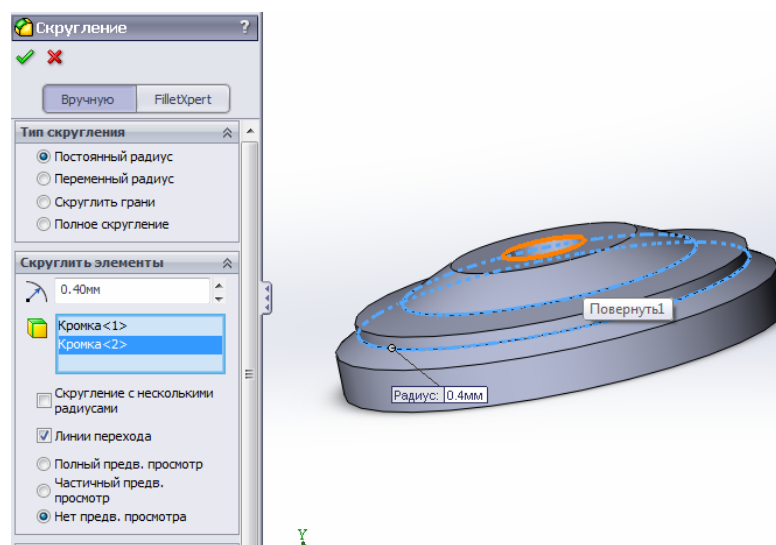 Скругление ?
Вручную FilletXpert
Тип скругления
Постоянный радиус
Переменный радиус
Скруглить грани
Полное скругление
Скруглить элементы
0.40мм
Кромка<1>
Кромка<2>
Скругление с несколькими
радиусами
Линии перехода
Полный предв. просмотр
Частичный предв.
просмотр
Нет предв. просмотра
Повернуть1
Радиус: 0.4мм
Y